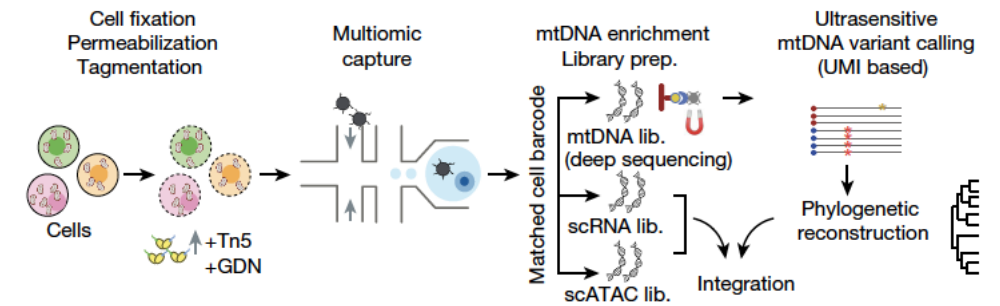 Cell fixation
Permeabilization
Tagmentation
Cells
+Tn5
+GDN
Multiomic
capture
Matched cell barcode
mtDNA enrichment
Library prep.
mtDNA lib.
(deep sequencing)
scRNA lib.
scATAC lib.
Ultrasensitive
mtDNA variant calling
(UMI based)
Phylogenetic
reconstruction
Integration